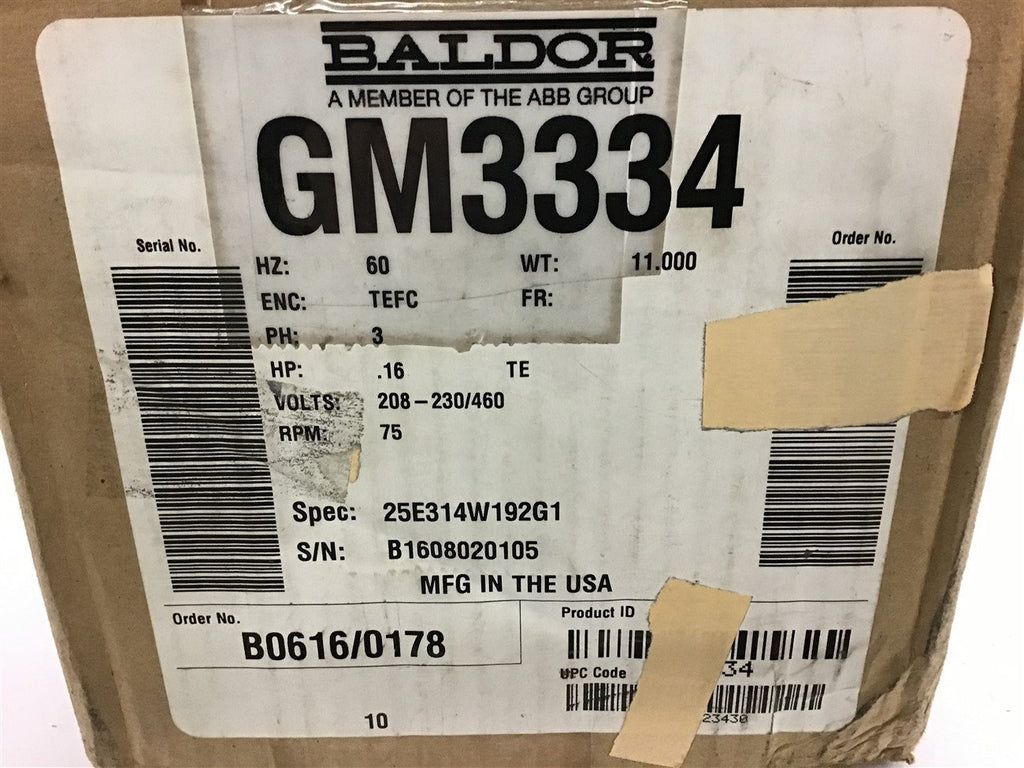 BALDOR
A MEMBER OF THE ABB GROUP
GM3334
Serial No.
Order No.
HZ: 60 WT: 11.000
ENC: TEFC FR:
PH: 3
HP: .16 TE
VOLTS: 208-230/460
RPM: 75
Spec: 25E314W192G1
S/N: B1608020105
MFG IN THE USA
Order No.
B0616/0178
Product ID
34
UPC Code
23430
10